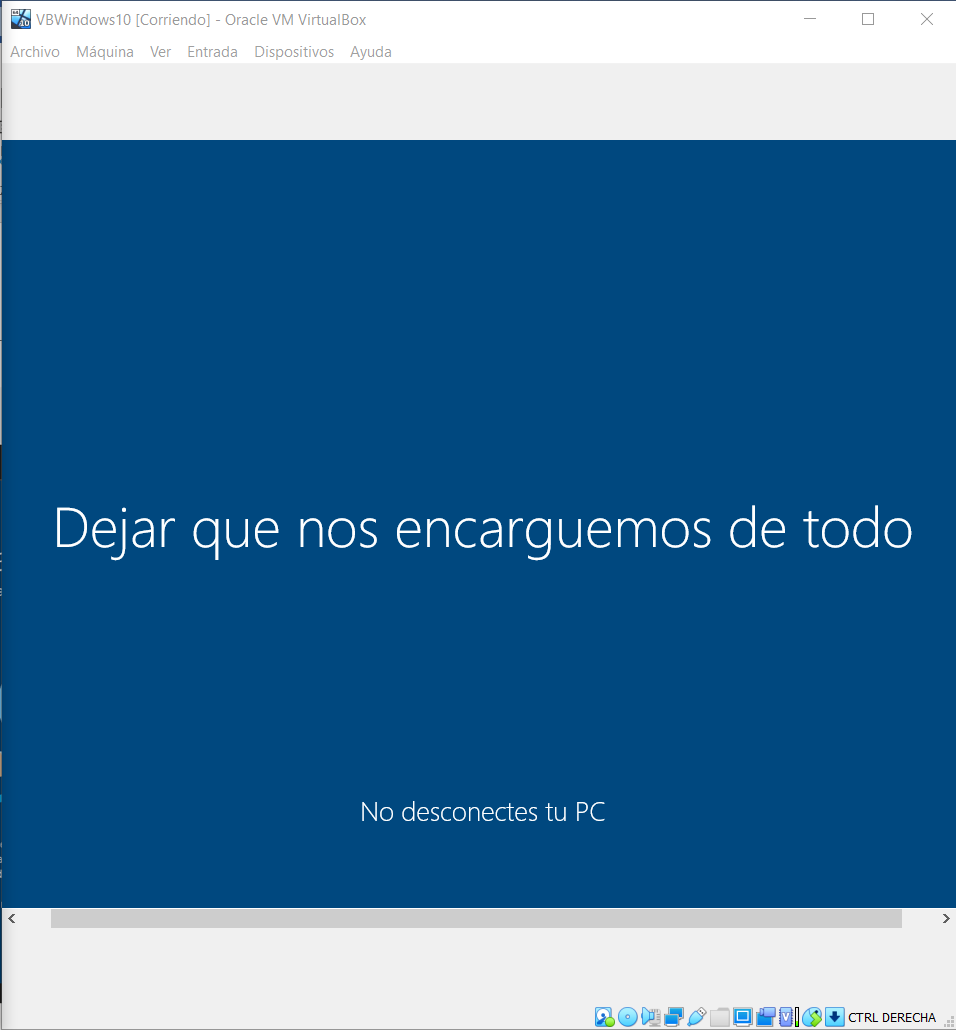 VBWindows10 [Corriendo] - Oracle VM VirtualBox
Archivo Máquina Ver Entrada Dispositivos Ayuda
Dejar que nos encarguemos de todo
No desconectes tu PC
CTRL DERECHA